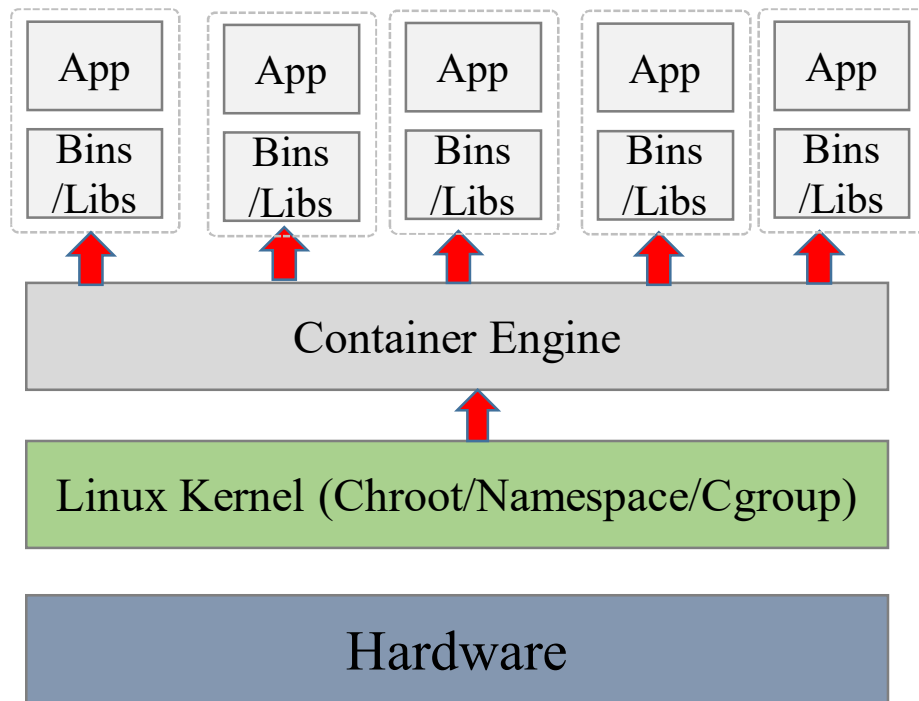 App
App
App
App
App
Bins
/Libs
Bins
/Libs
Bins
/Libs
Bins
/Libs
Bins
/Libs
Container Engine
Linux Kernel (Chroot/Namespace/Cgroup)
Hardware